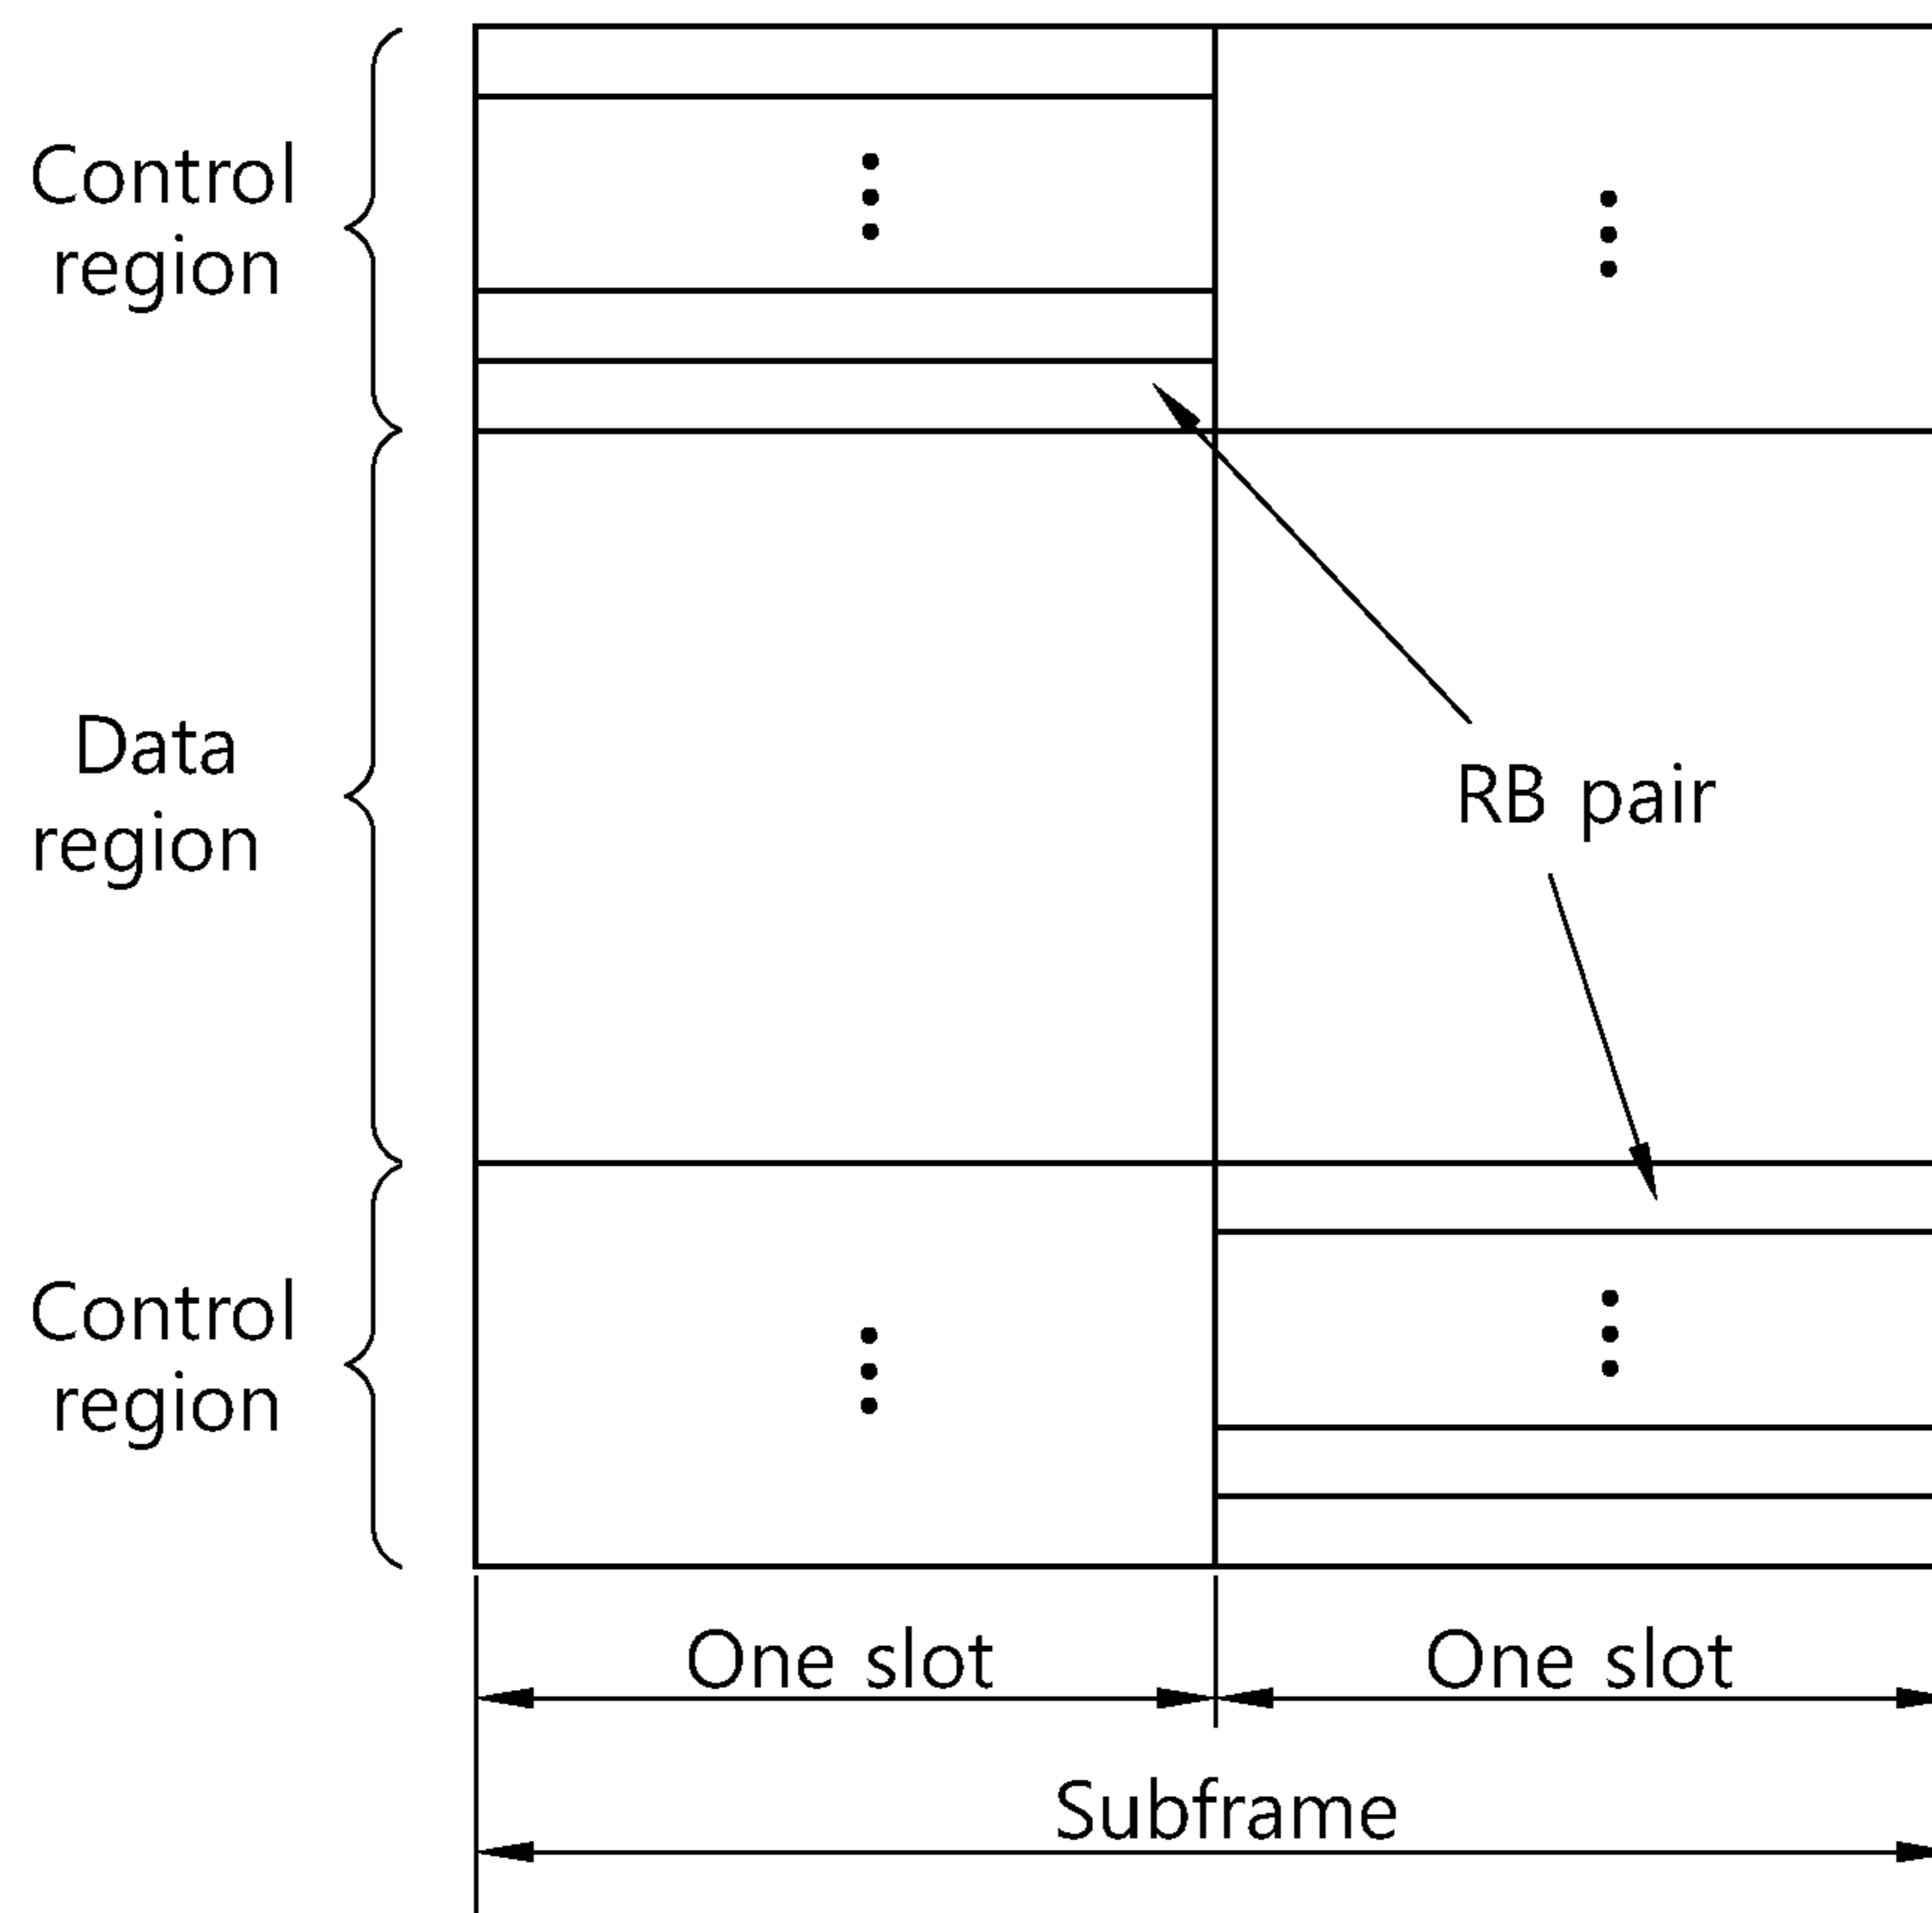 Control
region
Data
region
RB pair
Control
region
One slot
One slot
Subframe